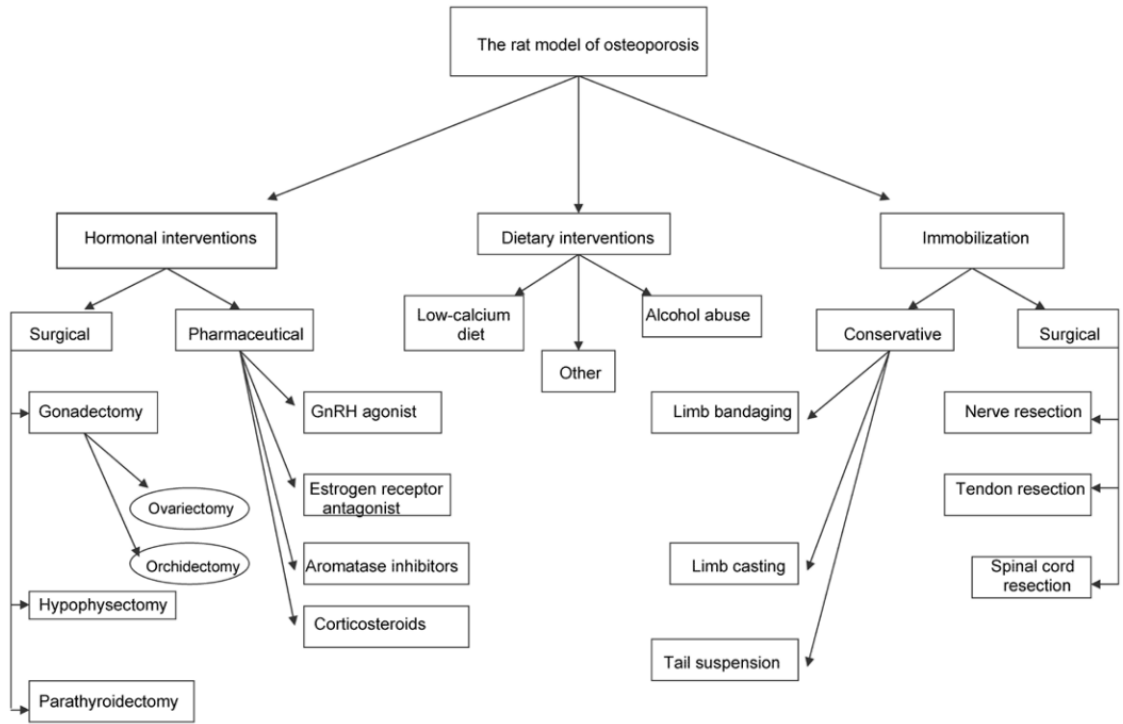 The rat model of osteoporosis
Hormonal interventions
Dietary interventions
Immobilization
Surgical
Pharmaceutical
Low-calcium
diet
Other
Alcohol abuse
Conservative
Surgical
Gonadectomy
Ovariectomy
Orchidectomy
Hypophysectomy
Parathyroidectomy
GnRH agonist
Estrogen receptor
antagonist
Aromatase inhibitors
Corticosteroids
Limb bandaging
Limb casting
Tail suspension
Nerve resection
Tendon resection
Spinal cord
resection